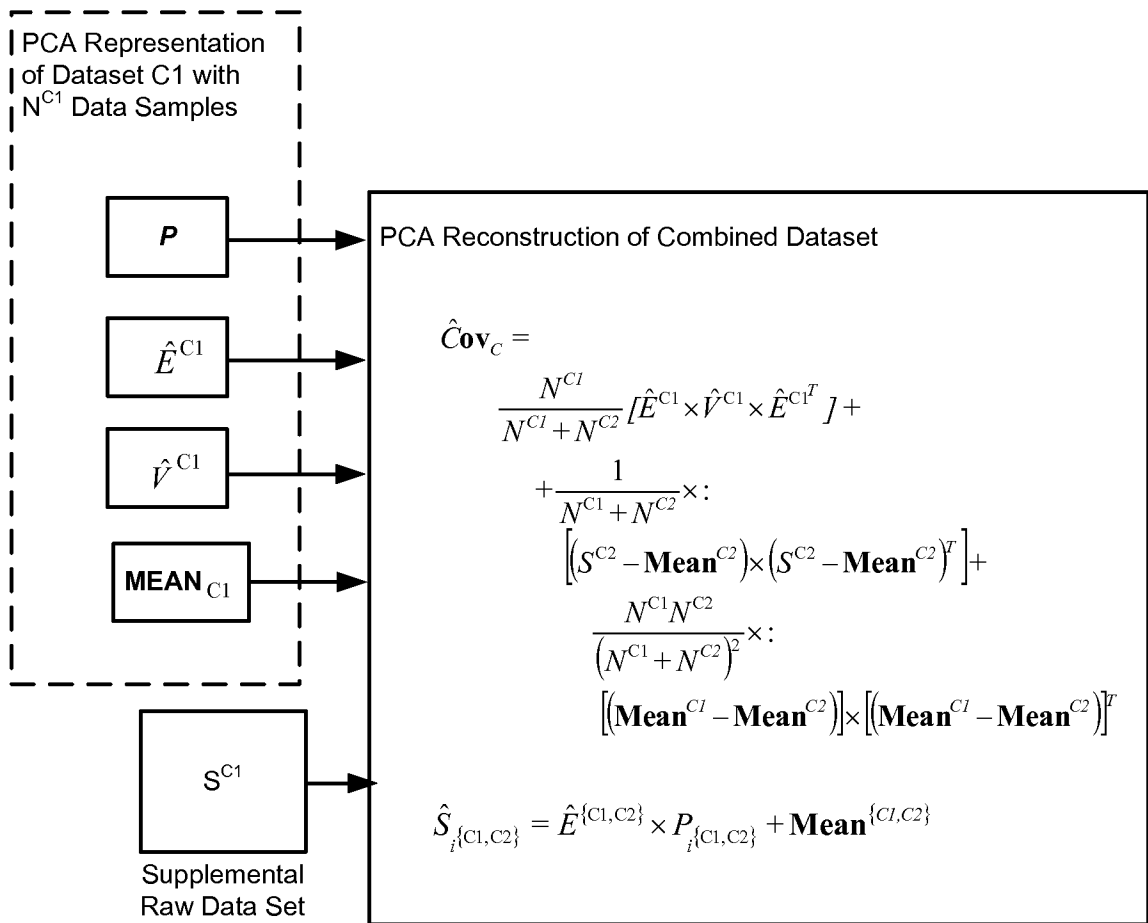 PCA Representation
of Dataset C1 with
N^C1 Data Samples
P
Ê^C1
V̂^C1
MEAN_C1
S^C1
Supplemental
Raw Data Set
PCA Reconstruction of Combined Dataset
Ĉov_C =
N^C1 / (N^C1 + N^C2) [Ê^C1 × V̂^C1 × Ê^C1^T] +
+ 1 / (N^C1 + N^C2) × :
[(S^C2 − Mean^C2) × (S^C2 − Mean^C2)^T] +
N^C1 N^C2 / (N^C1 + N^C2)^2 × :
[(Mean^C1 − Mean^C2)] × [(Mean^C1 − Mean^C2)]^T
Ŝ_i{C1,C2} = Ê^{C1,C2} × P_i{C1,C2} + Mean^{C1,C2}